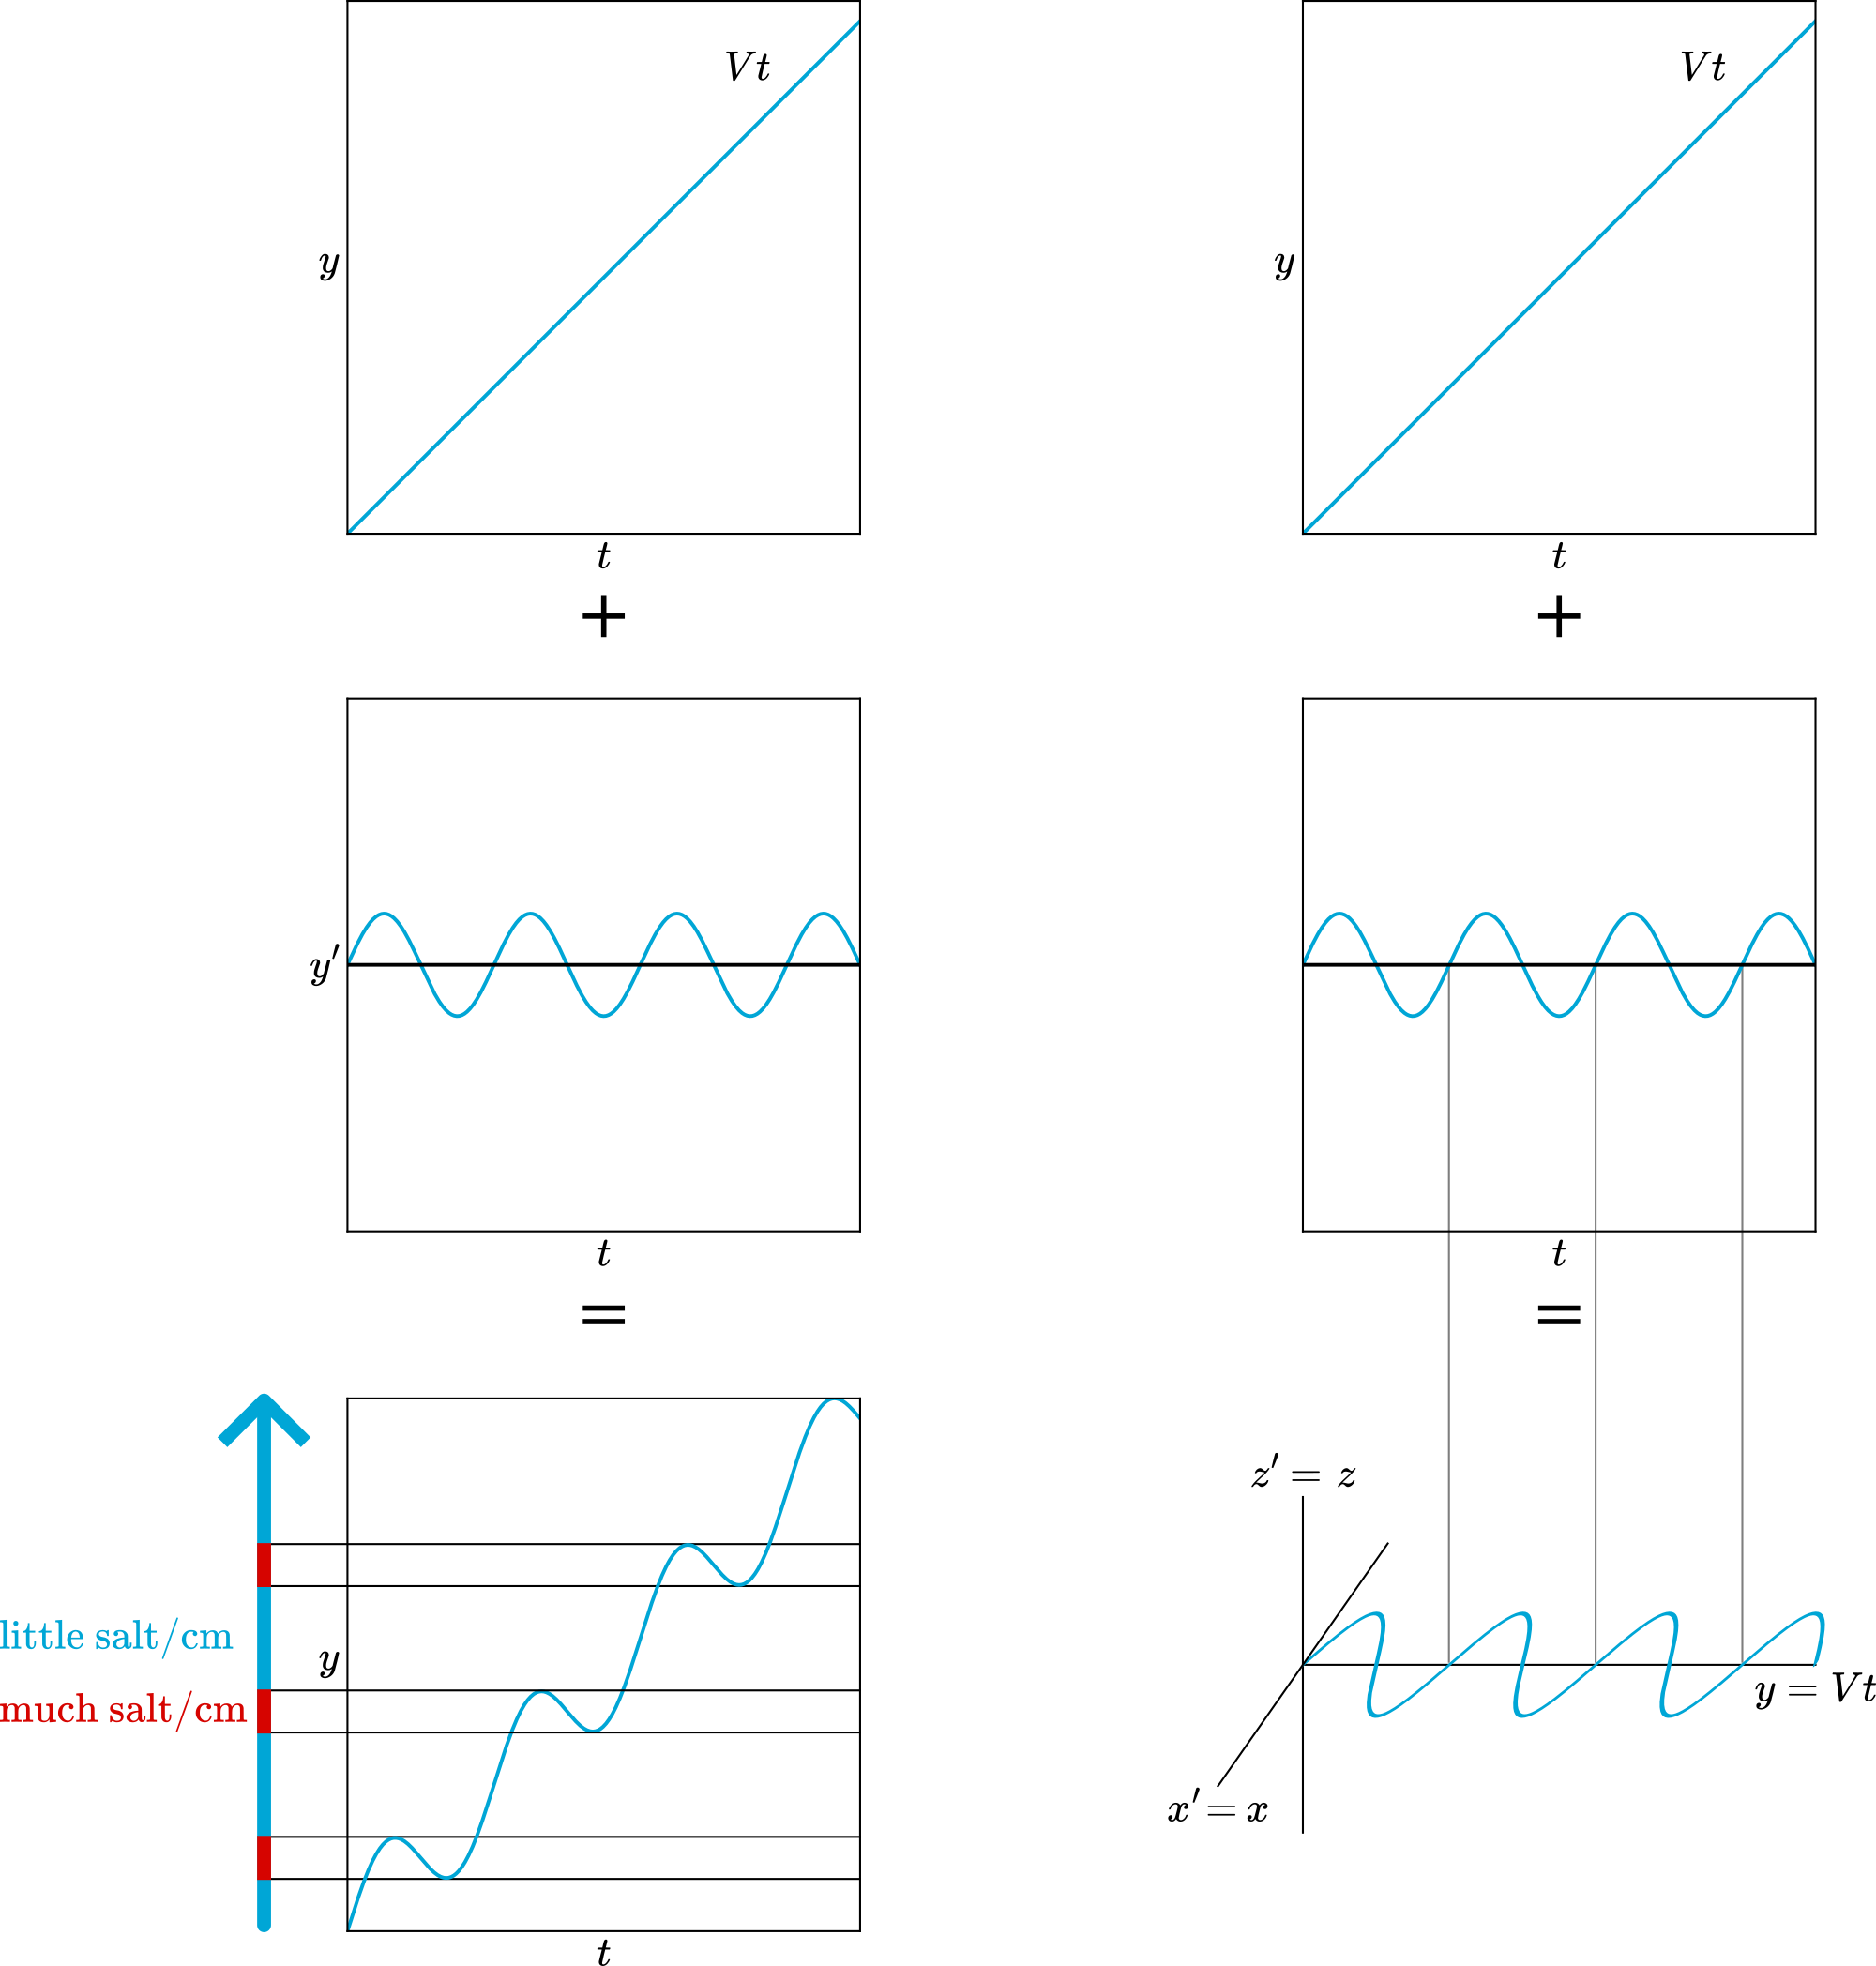 Vt
Vt
y
y
t
t
+
+
y′
t
t
=
=
z′ = z
little salt/cm
y
much salt/cm
y = Vt
x′ = x
t